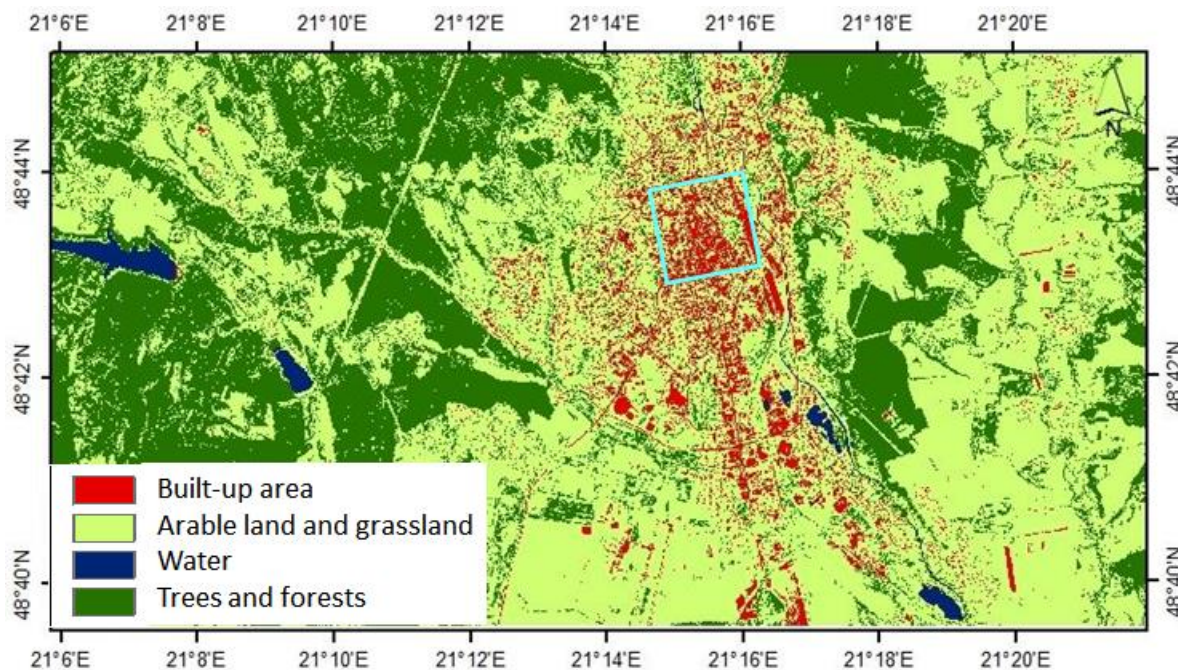 21°6'E 21°8'E 21°10'E 21°12'E 21°14'E 21°16'E 21°18'E 21°20'E
N
48°44'N 48°44'N
48°42'N 48°42'N
48°40'N 48°40'N
Built-up area
Arable land and grassland
Water
Trees and forests
21°6'E 21°8'E 21°10'E 21°12'E 21°14'E 21°16'E 21°18'E 21°20'E